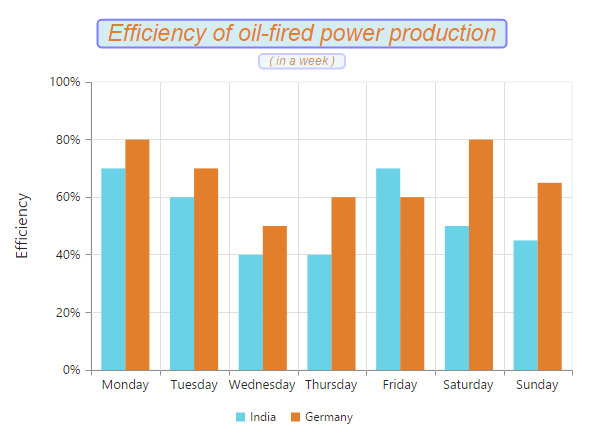 Efficiency of oil-fired power production
( in a week )
100%
80%
60%
40%
20%
0%
Efficiency
Monday Tuesday Wednesday Thursday Friday Saturday Sunday
India Germany